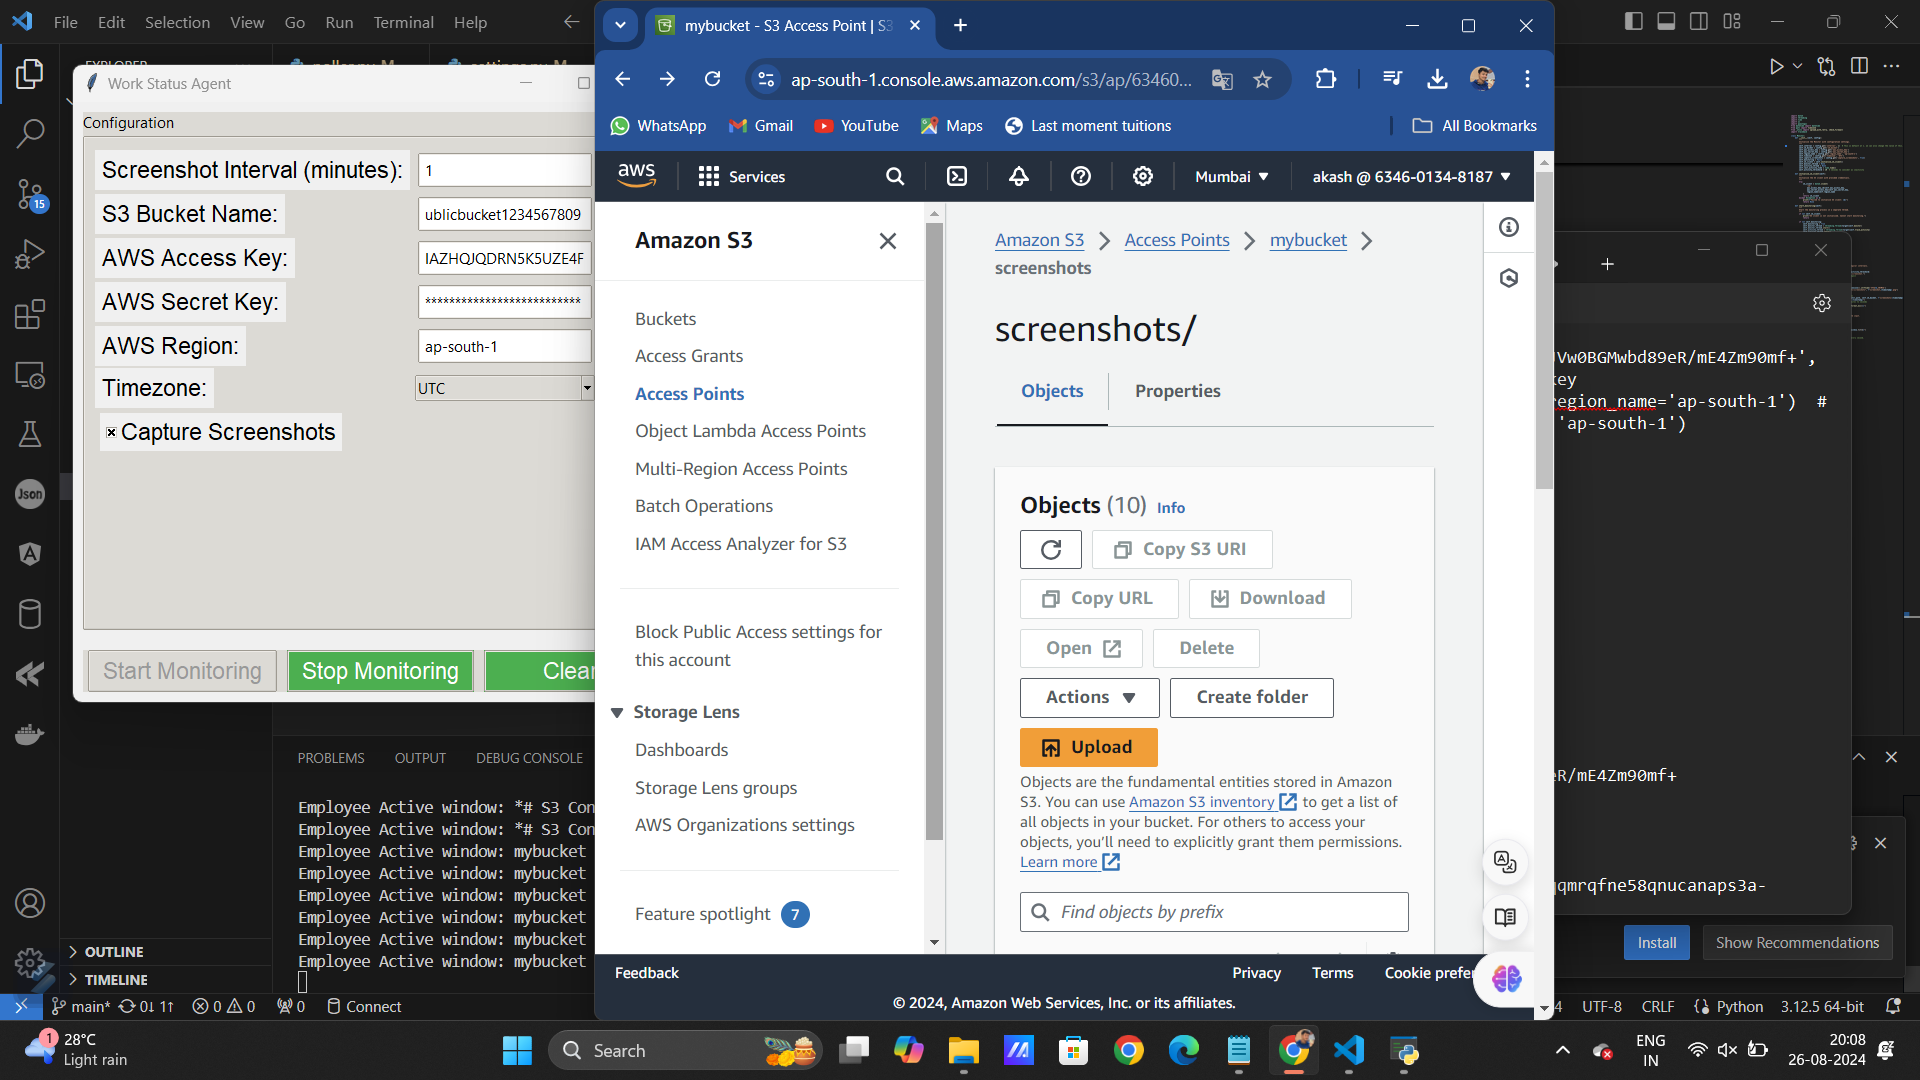 File Edit Selection View Go Run Terminal Help
Work Status Agent
Configuration
Screenshot Interval (minutes): 1
S3 Bucket Name: ublicbucket1234567809
AWS Access Key: IAZHQJQDRN5K5UZE4F
AWS Secret Key: **************************
AWS Region: ap-south-1
Timezone: UTC
Capture Screenshots
Start Monitoring Stop Monitoring Clear
15
Json
PROBLEMS OUTPUT DEBUG CONSOLE
Employee Active window: *# S3 Con
Employee Active window: *# S3 Con
Employee Active window: mybucket
Employee Active window: mybucket
Employee Active window: mybucket
Employee Active window: mybucket
Employee Active window: mybucket
Employee Active window: mybucket
OUTLINE
TIMELINE
mybucket - S3 Access Point | S3
ap-south-1.console.aws.amazon.com/s3/ap/63460...
WhatsApp Gmail YouTube Maps Last moment tuitions All Bookmarks
aws Services Mumbai akash @ 6346-0134-8187
Amazon S3
Buckets
Access Grants
Access Points
Object Lambda Access Points
Multi-Region Access Points
Batch Operations
IAM Access Analyzer for S3
Block Public Access settings for
this account
Storage Lens
Dashboards
Storage Lens groups
AWS Organizations settings
Feature spotlight 7
Amazon S3 Access Points mybucket
screenshots
screenshots/
Objects Properties
Objects (10) Info
Copy S3 URI
Copy URL Download
Open Delete
Actions Create folder
Upload
Objects are the fundamental entities stored in Amazon
S3. You can use Amazon S3 inventory to get a list of
all objects in your bucket. For others to access your
objects, you'll need to explicitly grant them permissions.
Learn more
Find objects by prefix
Feedback Privacy Terms Cookie prefer
© 2024, Amazon Web Services, Inc. or its affiliates.
Vw0BGMwbd89eR/mE4Zm90mf+',
region_name='ap-south-1') #
'ap-south-1')
R/mE4Zm90mf+
qmrqfne58qnucanaps3a-
Install Show Recommendations
main* 0↓ 1↑ 0 0 0 Connect
UTF-8 CRLF Python 3.12.5 64-bit
1
28°C
Light rain
Search
ENG
IN
20:08
26-08-2024